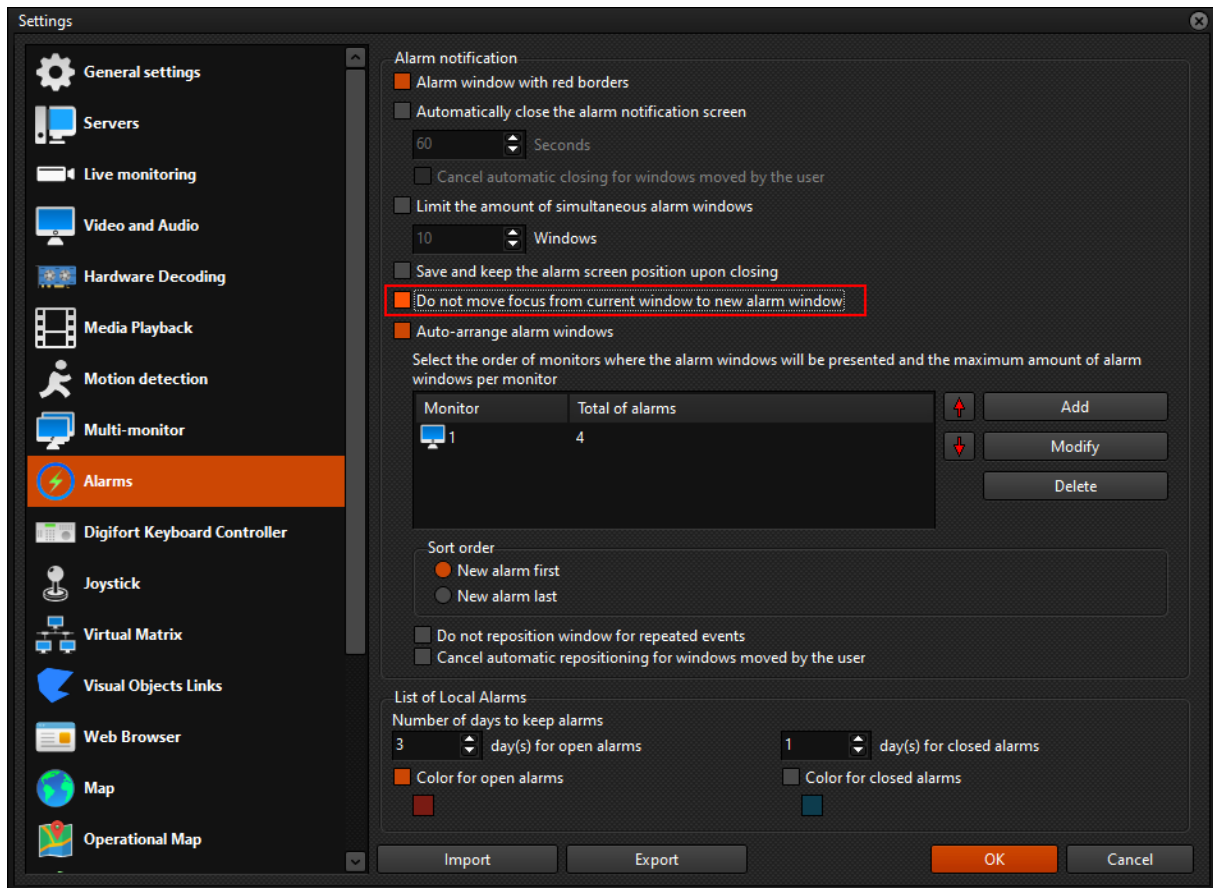 Settings
General settings
Servers
Live monitoring
Video and Audio
Hardware Decoding
Media Playback
Motion detection
Multi-monitor
Alarms
Digifort Keyboard Controller
Joystick
Virtual Matrix
Visual Objects Links
Web Browser
Map
Operational Map
Alarm notification
Alarm window with red borders
Automatically close the alarm notification screen
60 Seconds
Cancel automatic closing for windows moved by the user
Limit the amount of simultaneous alarm windows
10 Windows
Save and keep the alarm screen position upon closing
Do not move focus from current window to new alarm window
Auto-arrange alarm windows
Select the order of monitors where the alarm windows will be presented and the maximum amount of alarm
windows per monitor
Monitor Total of alarms
1 4
Add
Modify
Delete
Sort order
New alarm first
New alarm last
Do not reposition window for repeated events
Cancel automatic repositioning for windows moved by the user
List of Local Alarms
Number of days to keep alarms
3 day(s) for open alarms 1 day(s) for closed alarms
Color for open alarms Color for closed alarms
Import Export OK Cancel